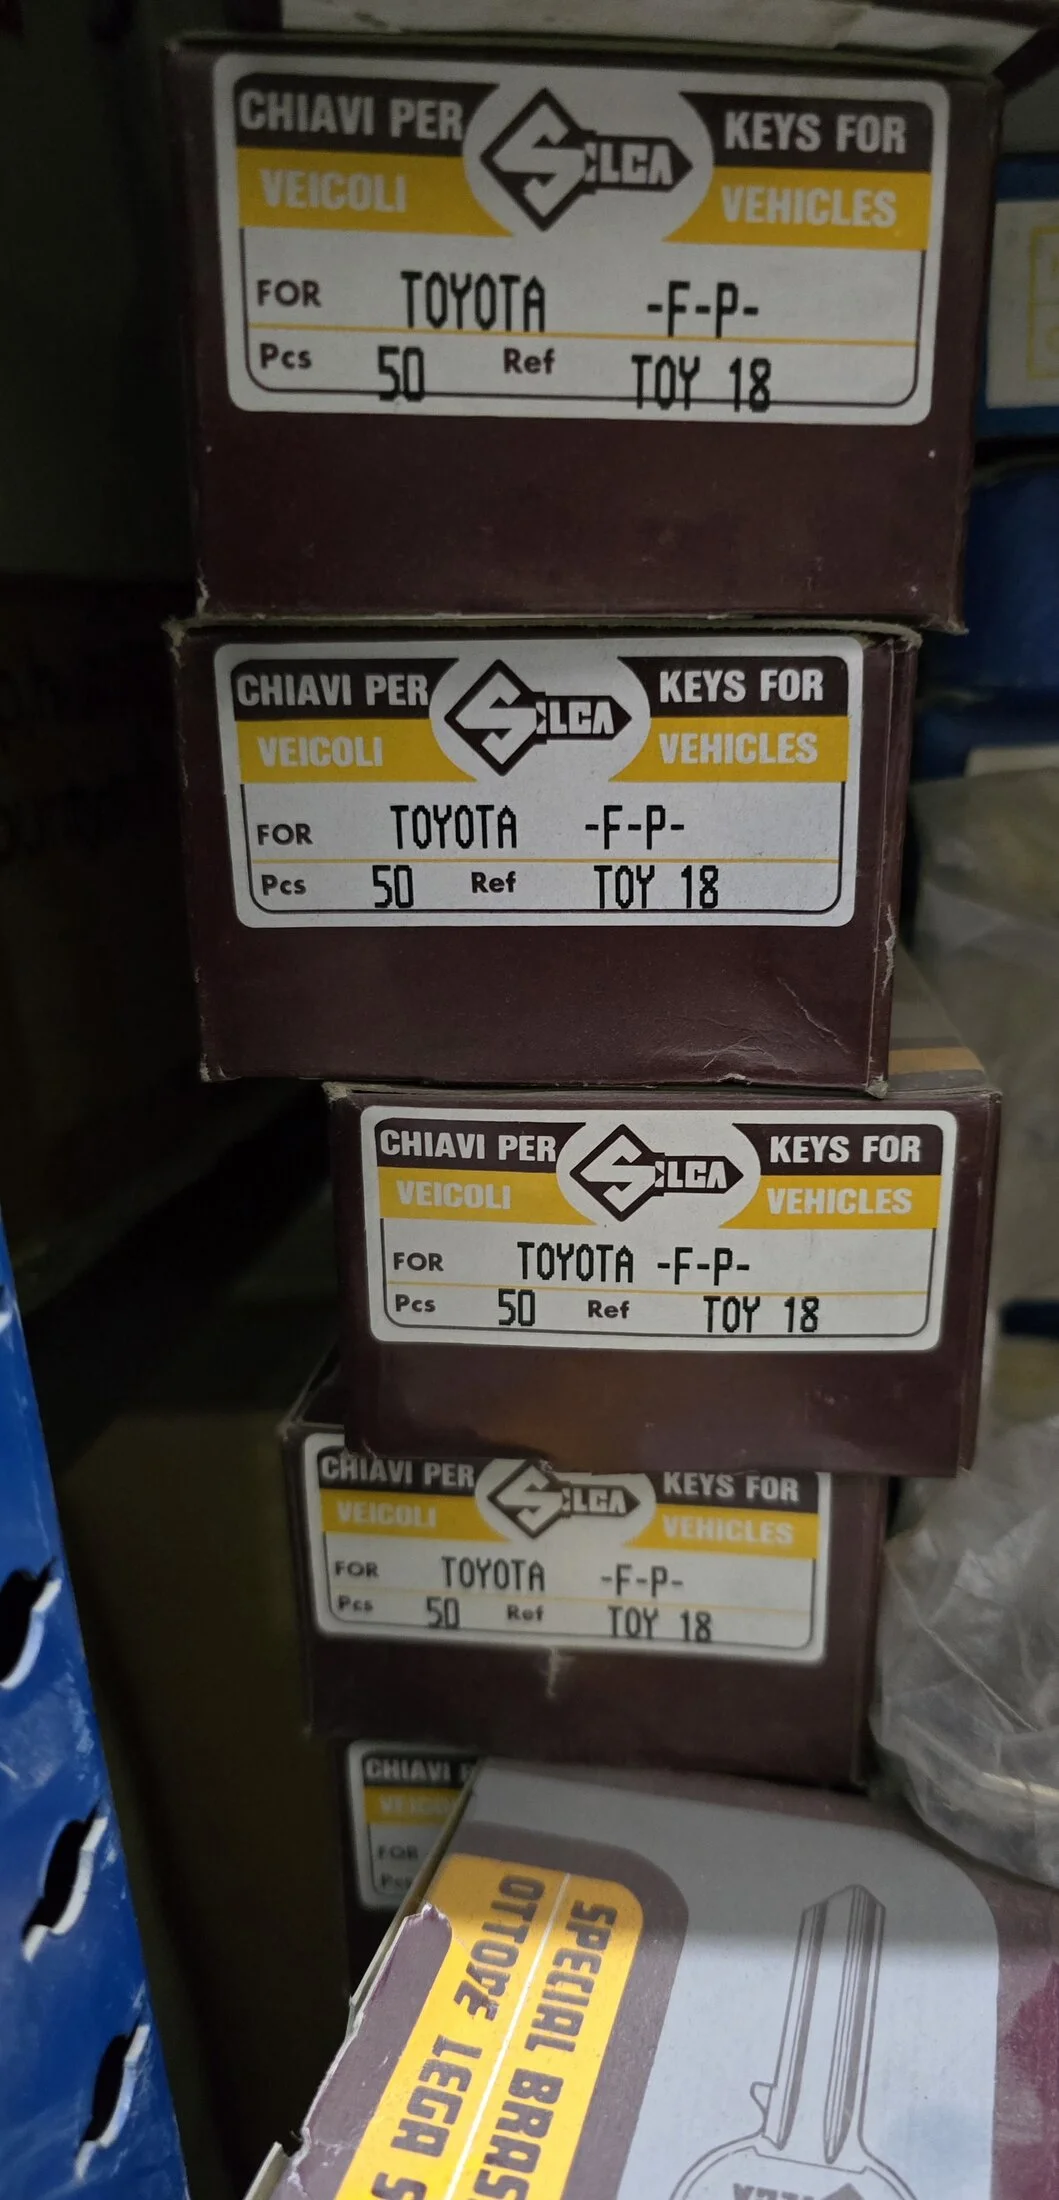 CHIAVI PER SILCA KEYS FOR
VEICOLI VEHICLES
FOR TOYOTA -F-P-
Pcs 50 Ref TOY 18
CHIAVI PER SILCA KEYS FOR
VEICOLI VEHICLES
FOR TOYOTA -F-P-
Pcs 50 Ref TOY 18
CHIAVI PER SILCA KEYS FOR
VEICOLI VEHICLES
FOR TOYOTA -F-P-
Pcs 50 Ref TOY 18
CHIAVI PER SILCA KEYS FOR
VEICOLI VEHICLES
FOR TOYOTA -F-P-
Pcs 50 Ref TOY 18
CHIAVI
FOR
Pcs
SPECIAL BRAS
OTTONE LEGA S